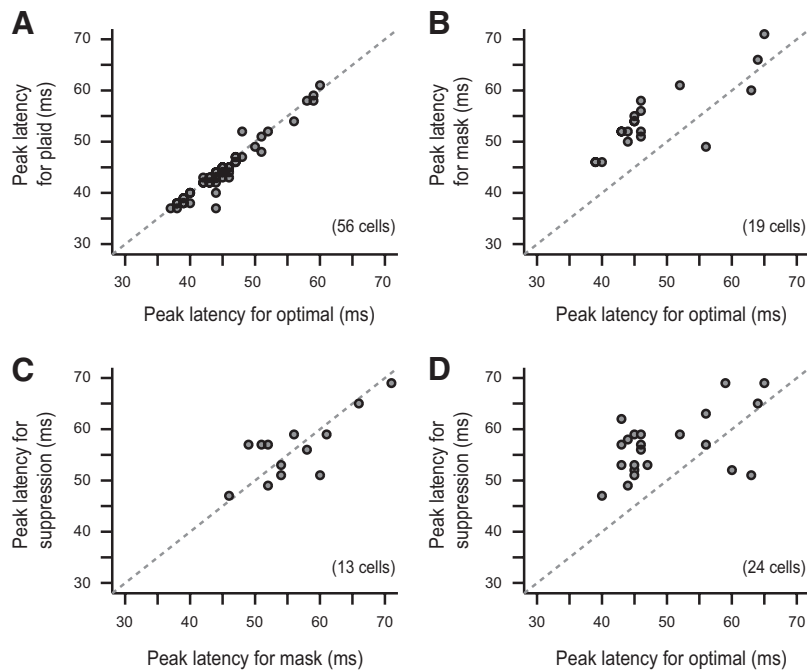 A
70
60
50
40
30
Peak latency
for plaid (ms)
(56 cells)
30 40 50 60 70
Peak latency for optimal (ms)
B
70
60
50
40
30
Peak latency
for mask (ms)
(19 cells)
30 40 50 60 70
Peak latency for optimal (ms)
C
70
60
50
40
30
Peak latency for
suppression (ms)
(13 cells)
30 40 50 60 70
Peak latency for mask (ms)
D
70
60
50
40
30
Peak latency for
suppression (ms)
(24 cells)
30 40 50 60 70
Peak latency for optimal (ms)